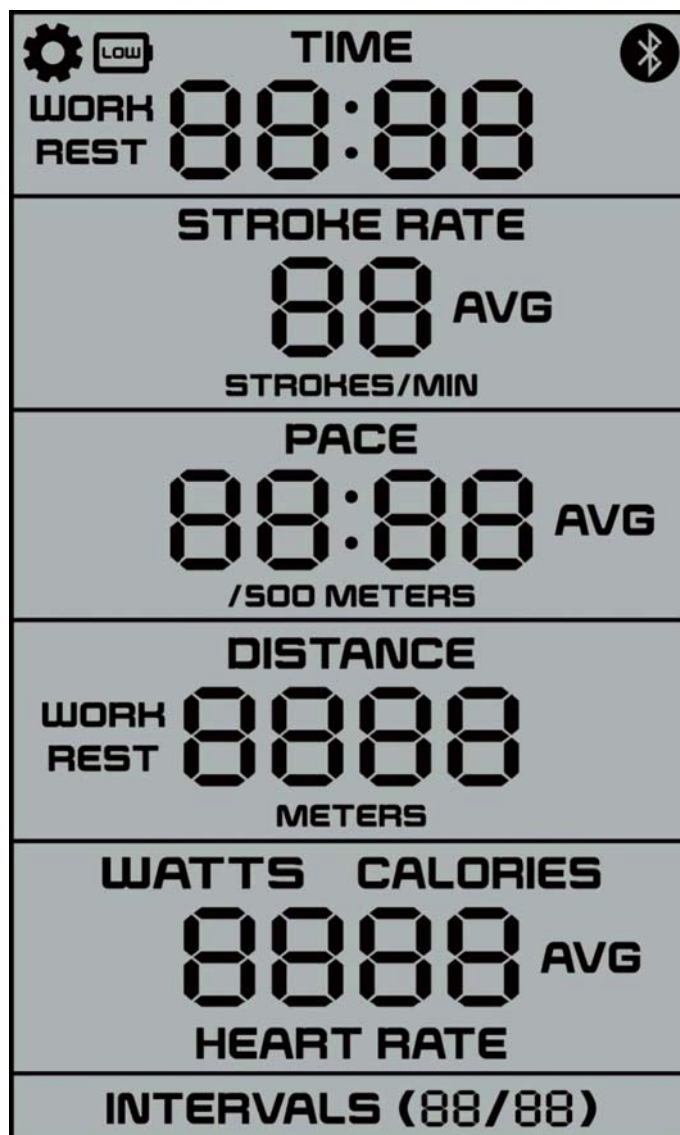 LOW TIME
WORK 88:88
REST
STROKE RATE
88 AVG
STROKES/MIN
PACE
88:88 AVG
/500 METERS
DISTANCE
WORK 8888
REST
METERS
WATTS CALORIES
8888 AVG
HEART RATE
INTERVALS (88/88)